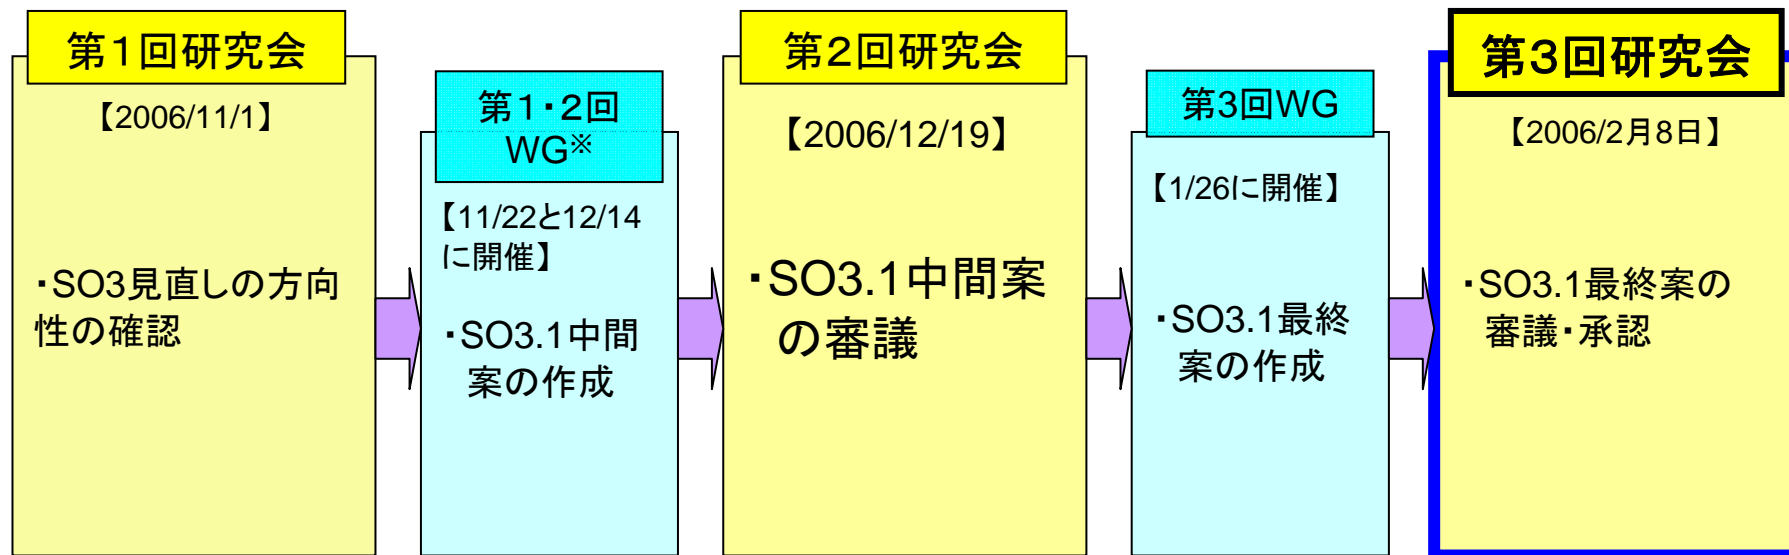 第1回研究会
【2006/11/1】
・SO3見直しの方向
性の確認
第1・2回
WG※
【11/22と12/14
に開催】
・SO3.1中間
案の作成
第2回研究会
【2006/12/19】
・SO3.1中間案
の審議
第3回WG
【1/26に開催】
・SO3.1最終
案の作成
第3回研究会
【2006/2月8日】
・SO3.1最終案の
審議・承認